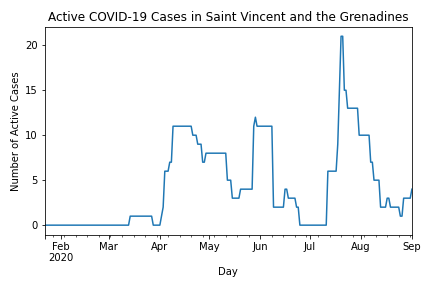 Active COVID-19 Cases in Saint Vincent and the Grenadines
20
15
10
5
0
Number of Active Cases
Feb Mar Apr May Jun Jul Aug Sep
2020
Day